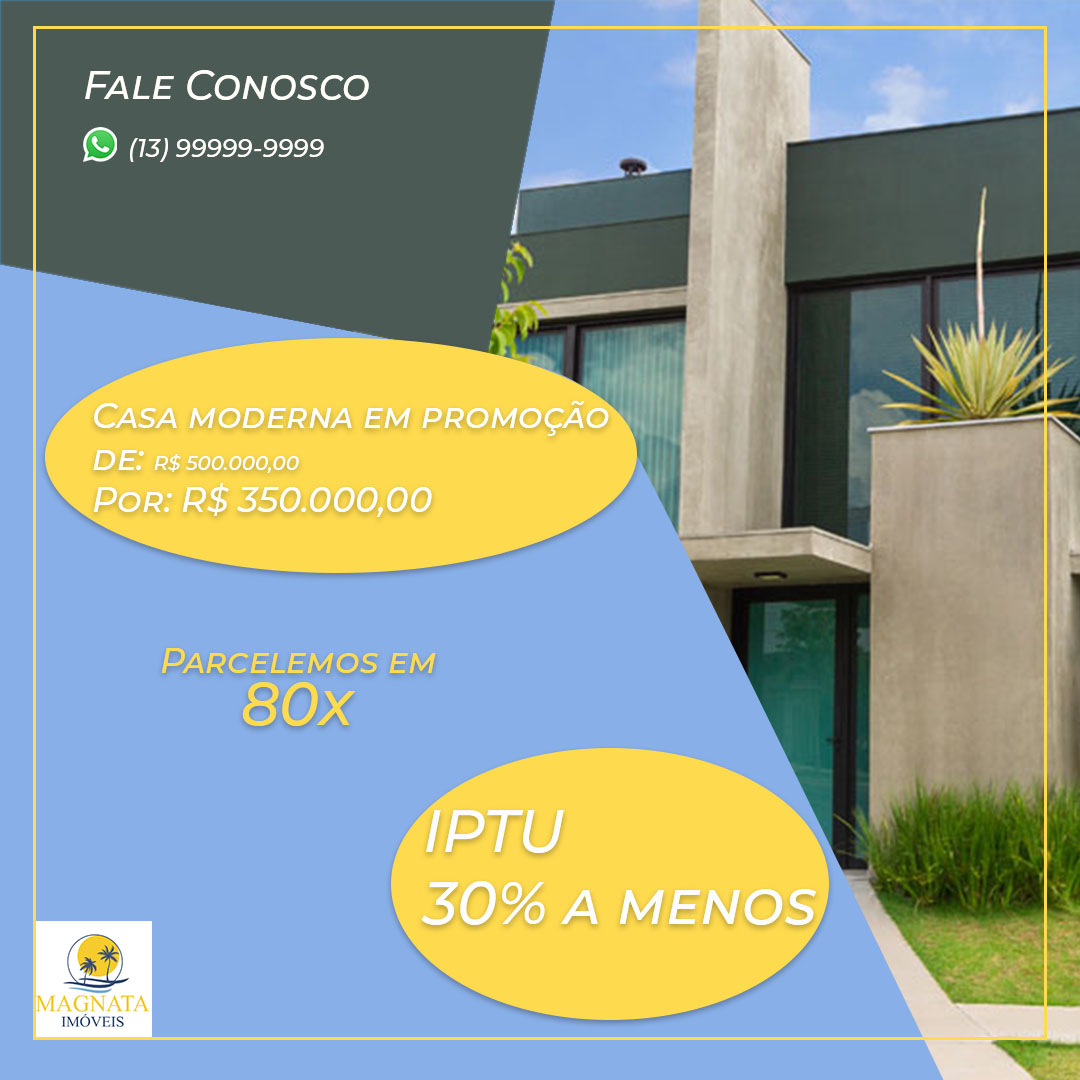 Fale Conosco
(13) 99999-9999
Casa moderna em promoção
de: R$ 500.000,00
Por: R$ 350.000,00
Parcelemos em
80x
IPTU
30% a menos
MAGNATA
IMÓVEIS